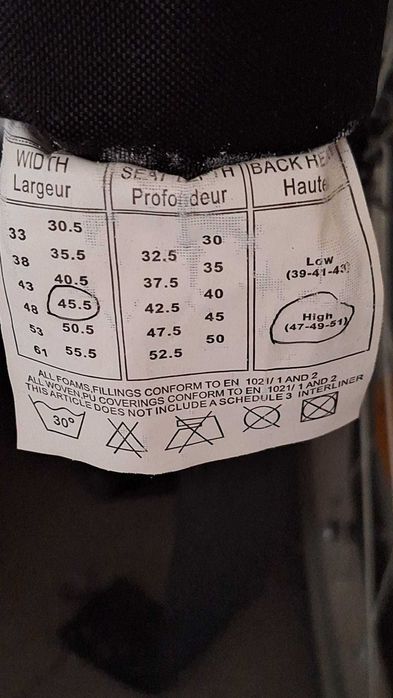 WIDTH
Largeur
SEAT DEPTH
Profondeur
BACK
Haute
30.5
33
35.5
38
40.5
43
45.5
48
50.5
53
55.5
61
30
32.5
35
37.5
40
42.5
45
47.5
50
52.5
Low
(39-41-43)
High
(47-49-51)
ALL FOAMS,FILLINGS CONFORM TO EN 1021/1 AND 2
ALL WOVEN,PU COVERINGS CONFORM TO EN 1021/1 AND 2
THIS ARTICLE DOES NOT INCLUDE A SCHEDULE 3 INTERLINER
30°